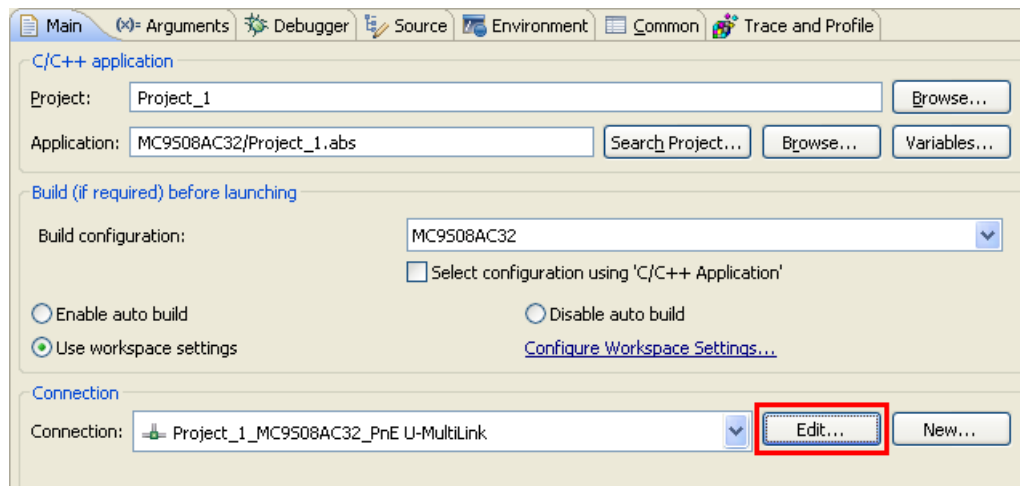 Main (x)= Arguments Debugger Source Environment Common Trace and Profile
C/C++ application
Project: Project_1 Browse...
Application: MC9S08AC32/Project_1.abs Search Project... Browse... Variables...
Build (if required) before launching
Build configuration: MC9S08AC32
Select configuration using 'C/C++ Application'
Enable auto build Disable auto build
Use workspace settings Configure Workspace Settings...
Connection
Connection: Project_1_MC9S08AC32_PnE U-MultiLink Edit... New...